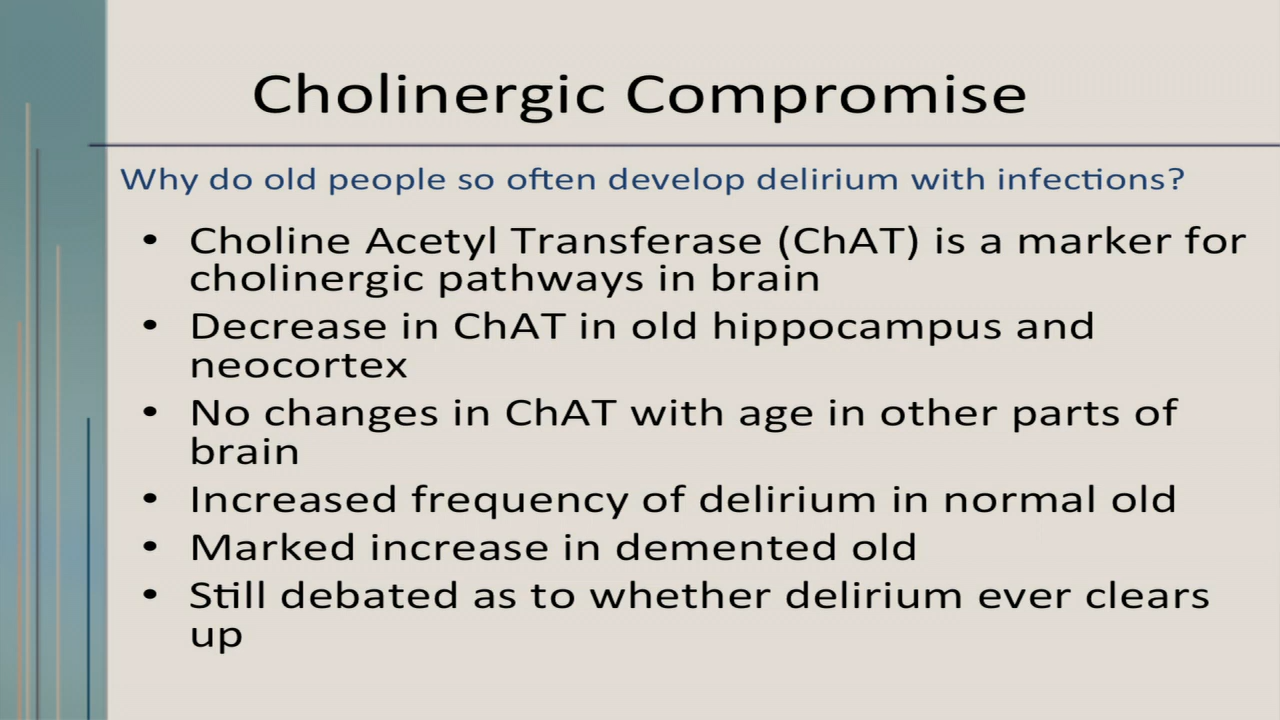 Cholinergic Compromise
Why do old people so often develop delirium with infections?
• Choline Acetyl Transferase (ChAT) is a marker for
cholinergic pathways in brain
• Decrease in ChAT in old hippocampus and
neocortex
• No changes in ChAT with age in other parts of
brain
• Increased frequency of delirium in normal old
• Marked increase in demented old
• Still debated as to whether delirium ever clears
up